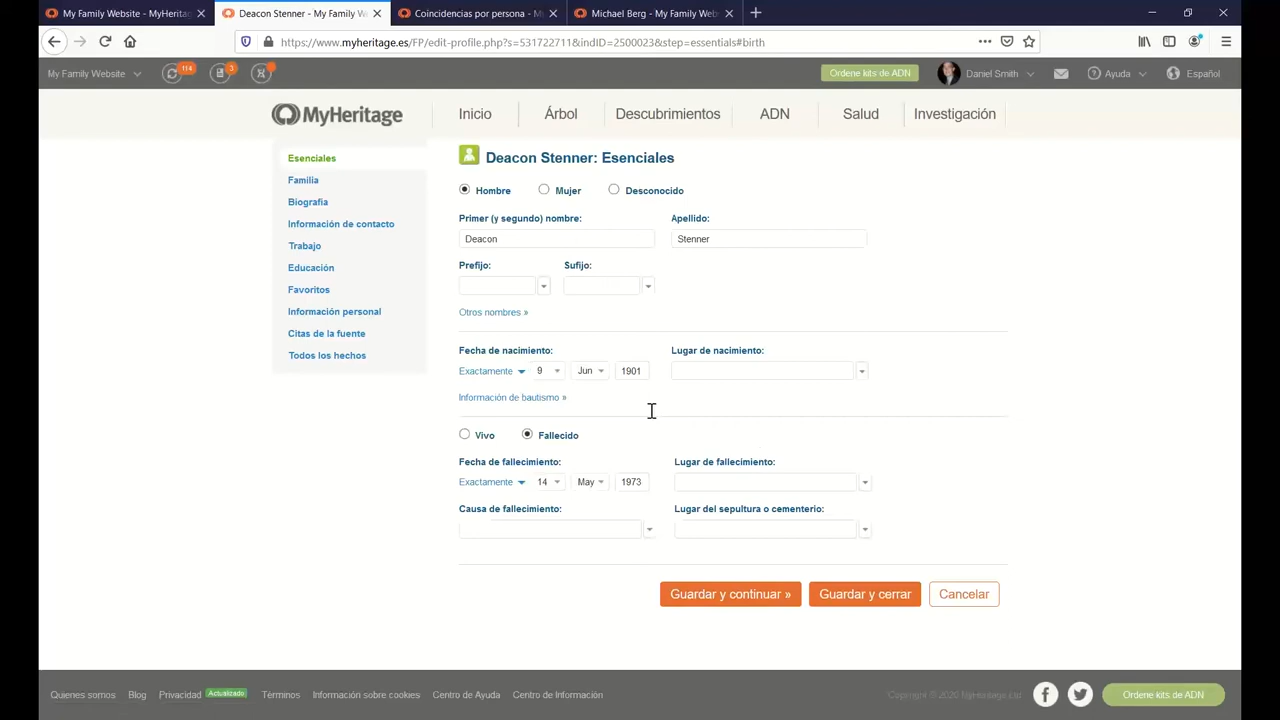 My Family Website - MyHeritag
Deacon Stenner - My Family W
Coincidencias por persona - M
Michael Berg - My Family Web
https://www.myheritage.es/FP/edit-profile.php?s=531722711&indID=2500023&step=essentials#birth
My Family Website
114
3
Ordene kits de ADN
Daniel Smith
Ayuda
Español
MyHeritage
Inicio
Árbol
Descubrimientos
ADN
Salud
Investigación
Esenciales
Familia
Biografía
Información de contacto
Trabajo
Educación
Favoritos
Información personal
Citas de la fuente
Todos los hechos
Deacon Stenner: Esenciales
Hombre Mujer Desconocido
Primer (y segundo) nombre: Apellido:
Deacon Stenner
Prefijo: Sufijo:
Otros nombres »
Fecha de nacimiento: Lugar de nacimiento:
Exactamente 9 Jun 1901
Información de bautismo »
Vivo Fallecido
Fecha de fallecimiento: Lugar de fallecimiento:
Exactamente 14 May 1973
Causa de fallecimiento: Lugar del sepultura o cementerio:
Guardar y continuar » Guardar y cerrar Cancelar
Quienes somos Blog Privacidad Actualizado Términos Información sobre cookies Centro de Ayuda Centro de Información
Copyright © 2020 MyHeritage Ltd
Ordene kits de ADN